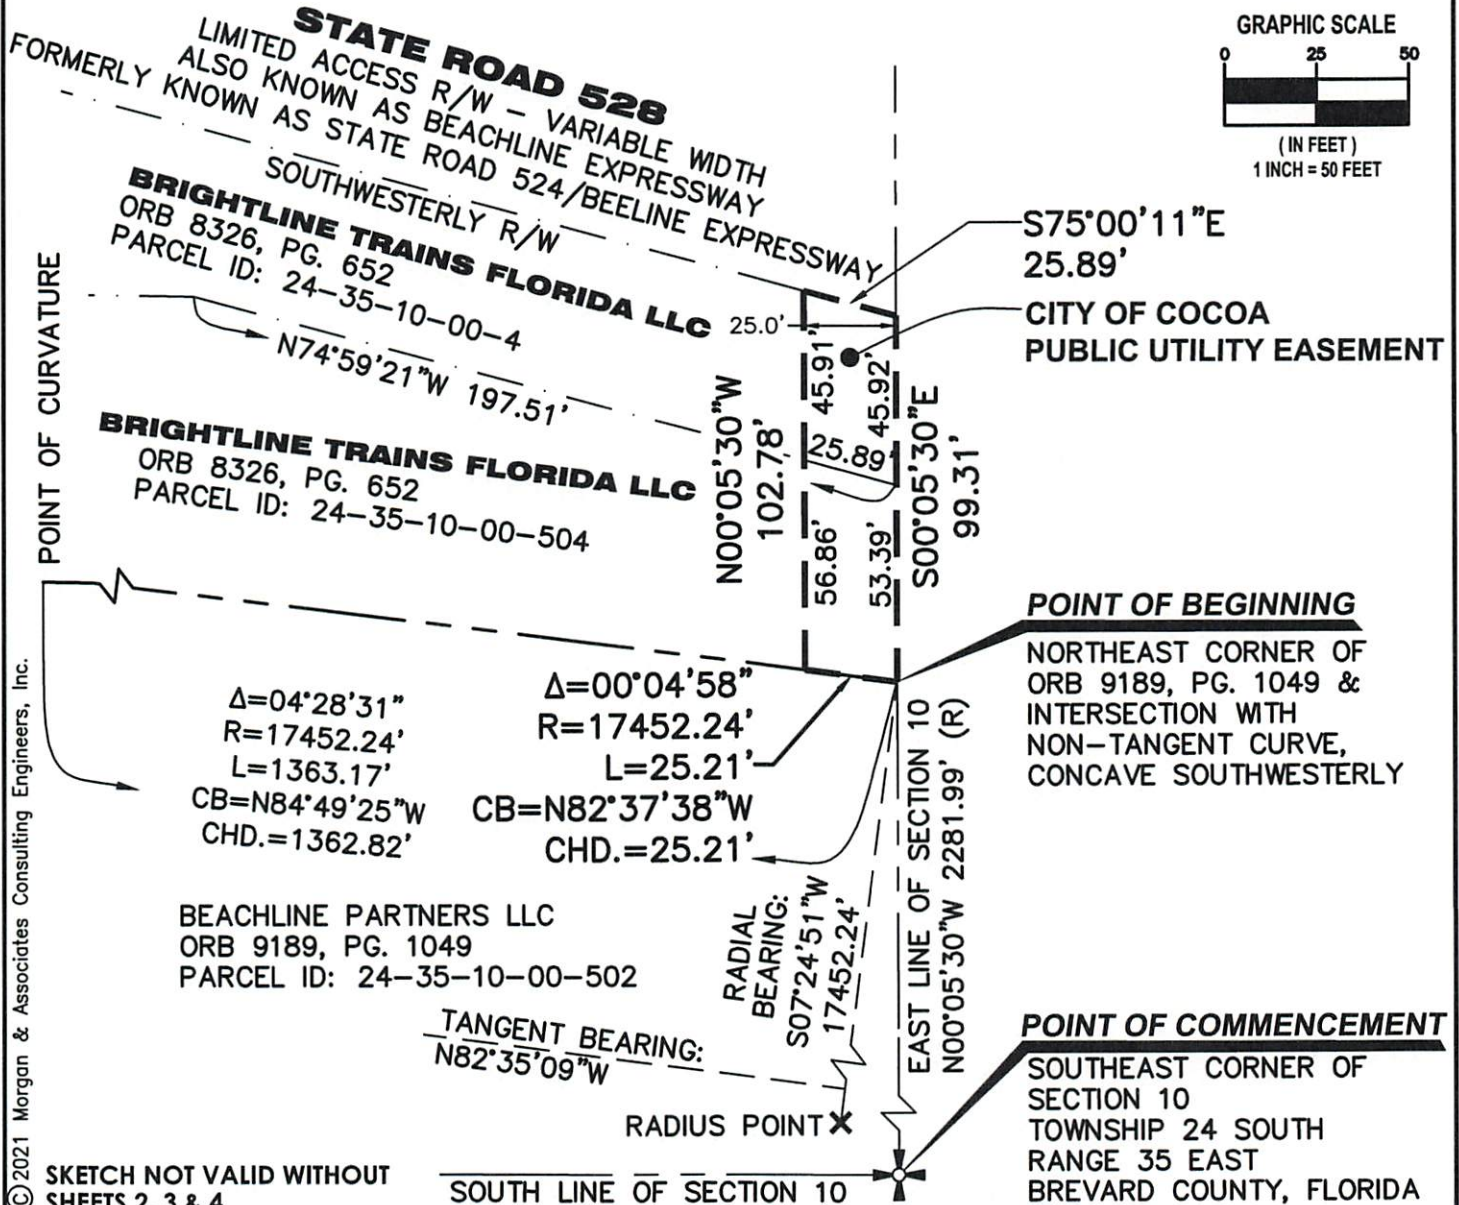 STATE ROAD 528
LIMITED ACCESS R/W – VARIABLE WIDTH
ALSO KNOWN AS BEACHLINE EXPRESSWAY
FORMERLY KNOWN AS STATE ROAD 524/BEELINE EXPRESSWAY
SOUTHWESTERLY R/W
GRAPHIC SCALE
0 25 50
( IN FEET )
1 INCH = 50 FEET
BRIGHTLINE TRAINS FLORIDA LLC
ORB 8326, PG. 652
PARCEL ID: 24-35-10-00-4
N74°59'21"W 197.51'
S75°00'11"E
25.89'
CITY OF COCOA
PUBLIC UTILITY EASEMENT
25.0'
45.91'
45.92'
25.89'
56.86'
53.39'
N00°05'30"W
102.78'
S00°05'30"E
99.31'
POINT OF CURVATURE
BRIGHTLINE TRAINS FLORIDA LLC
ORB 8326, PG. 652
PARCEL ID: 24-35-10-00-504
POINT OF BEGINNING
NORTHEAST CORNER OF
ORB 9189, PG. 1049 &
INTERSECTION WITH
NON-TANGENT CURVE,
CONCAVE SOUTHWESTERLY
Δ=04°28'31"
R=17452.24'
L=1363.17'
CB=N84°49'25"W
CHD.=1362.82'
Δ=00°04'58"
R=17452.24'
L=25.21'
CB=N82°37'38"W
CHD.=25.21'
BEACHLINE PARTNERS LLC
ORB 9189, PG. 1049
PARCEL ID: 24-35-10-00-502
RADIAL
BEARING:
S07°24'51"W
17452.24'
EAST LINE OF SECTION 10
N00°05'30"W 2281.99' (R)
TANGENT BEARING:
N82°35'09"W
RADIUS POINT
POINT OF COMMENCEMENT
SOUTHEAST CORNER OF
SECTION 10
TOWNSHIP 24 SOUTH
RANGE 35 EAST
BREVARD COUNTY, FLORIDA
SOUTH LINE OF SECTION 10
© 2021 Morgan & Associates Consulting Engineers, Inc.
SKETCH NOT VALID WITHOUT
SHEETS 2, 3 & 4